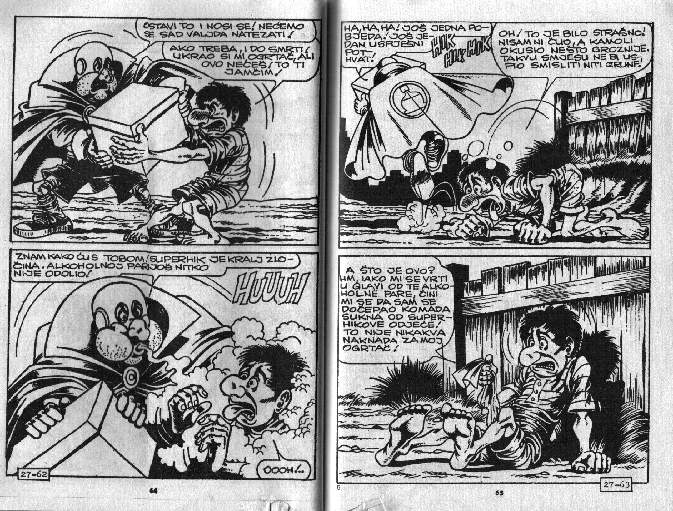 OSTAVI TO I NOSI SE! NEĆEMO
SE SAD VALJDA NATEZATI!
AKO TREBA, I DO SMRTI!
UKRAO SI MI OGRTAČ, ALI
OVO NEĆEŠ! TO TI
JAMČIM!
ZNAM KAKO ĆU S TOBOM! SUPERHIK JE KRALJ ZLO-
ČINA. ALKOHOLNOJ PARI JOŠ NITKO
NIJE ODOLIO!
HUUUH
OOOH!..
27-62
64
HA, HA, HA! JOŠ JEDNA PO-
BJEDA! JOŠ JE-
DAN USPJEŠNI
POT-
HVAT!
HIK
HIK HIK
OH! TO JE BILO STRAŠNO!
NISAM NI ČUO, A KAMOLI
OKUSIO NEŠTO GROZNIJE.
TAKVU SMJESU NE BI US-
PIO SMISLITI NITI
A ŠTO JE OVO?
HM, IAKO MI SE VRTI
U GLAVI OD TE ALKO-
HOLNE PARE, ČINI
MI SE DA SAM SE
DOČEPAO KOMADA
SUKNA OD SUPER-
HIKOVE ODJEĆE!
TO NIJE NIKAKVA
NAKNADA ZA MOJ
OGRTAČ!
27-63
65